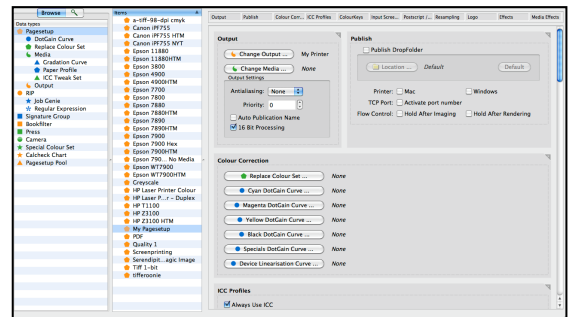 Browse
Data types
Pagesetup
DotGain Curve
Replace Colour Set
Media
Gradation Curve
Paper Profile
ICC Tweak Set
Output
RIP
Job Genie
Regular Expression
Signature Group
Bookfilter
Press
Camera
Special Colour Set
Calcheck Chart
Pagesetup Pool
Items
a-tiff-98-dpi cmyk
Canon iPF755
Canon iPF755 HTM
Canon iPF755 NYT
Epson 11880
Epson 11880HTM
Epson 3800
Epson 4900
Epson 4900HTM
Epson 7700
Epson 7800
Epson 7880
Epson 7880HTM
Epson 7890
Epson 7890HTM
Epson 7900
Epson 7900 Hex
Epson 7900HTM
Epson 790... No Media
Epson WT7900
Epson WT7900HTM
Greyscale
HP Laser Printer Colour
HP Laser P...r – Duplex
HP T1100
HP Z3100
HP Z3100 HTM
My Pagesetup
PDF
Quality 1
Screenprinting
Serendipit...agic Image
Tiff 1-bit
tifferoonie
Output Publish Colour Corr... ICC Profiles ColourKeys Input Scree... Postscript /... Resampling Logo Effects Media Effects
Output
Change Output ... My Printer
Change Media ... None
Output Settings
Antialiasing: None
Priority: 0
Auto Publication Name
16 Bit Processing
Publish
Publish DropFolder
Location ... Default Default
Printer: Mac Windows
TCP Port: Activate port number
Flow Control: Hold After Imaging Hold After Rendering
Colour Correction
Replace Colour Set ... None
Cyan DotGain Curve ... None
Magenta DotGain Curve ... None
Yellow DotGain Curve ... None
Black DotGain Curve ... None
Specials DotGain Curve ... None
Device Linearisation Curve ... None
ICC Profiles
Always Use ICC